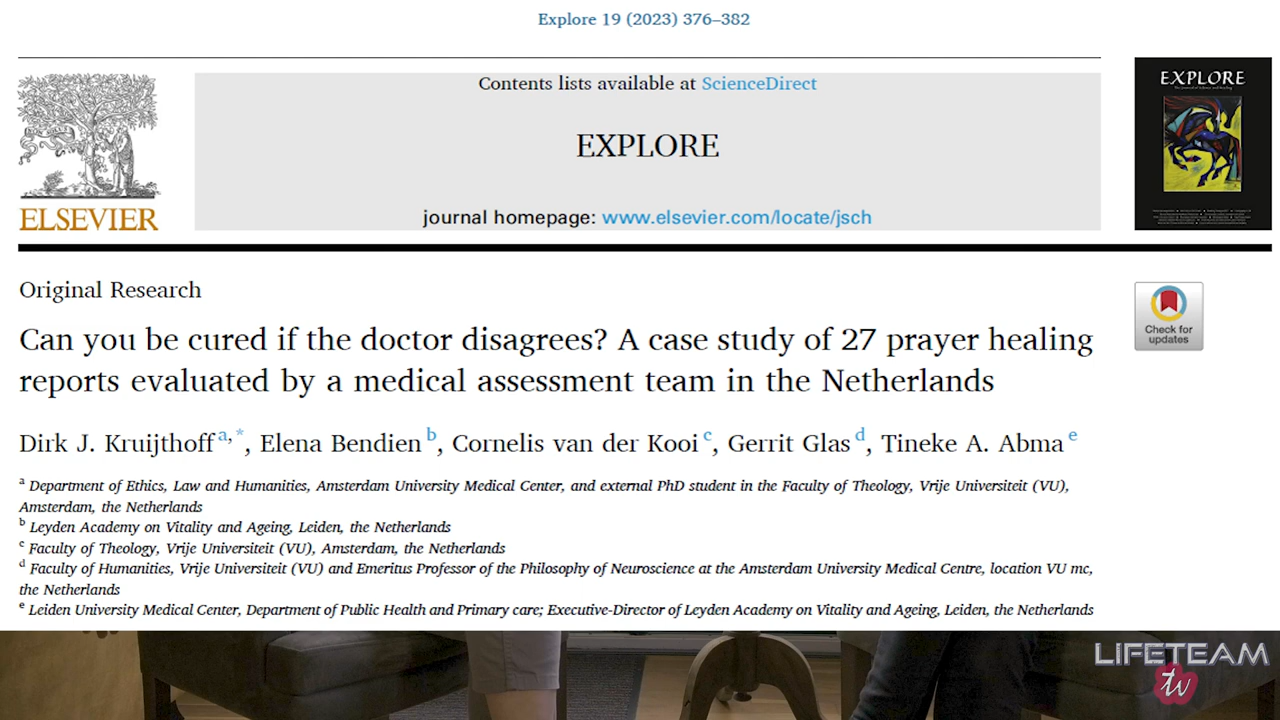 Explore 19 (2023) 376–382
Contents lists available at ScienceDirect
EXPLORE
journal homepage: www.elsevier.com/locate/jsch
ELSEVIER
EXPLORE
Original Research
Check for
updates
Can you be cured if the doctor disagrees? A case study of 27 prayer healing
reports evaluated by a medical assessment team in the Netherlands
Dirk J. Kruijthoff a,*, Elena Bendien b, Cornelis van der Kooi c, Gerrit Glas d, Tineke A. Abma e
a Department of Ethics, Law and Humanities, Amsterdam University Medical Center, and external PhD student in the Faculty of Theology, Vrije Universiteit (VU),
Amsterdam, the Netherlands
b Leyden Academy on Vitality and Ageing, Leiden, the Netherlands
c Faculty of Theology, Vrije Universiteit (VU), Amsterdam, the Netherlands
d Faculty of Humanities, Vrije Universiteit (VU) and Emeritus Professor of the Philosophy of Neuroscience at the Amsterdam University Medical Centre, location VU mc,
the Netherlands
e Leiden University Medical Center, Department of Public Health and Primary care; Executive-Director of Leyden Academy on Vitality and Ageing, Leiden, the Netherlands
LIFETEAM
tv